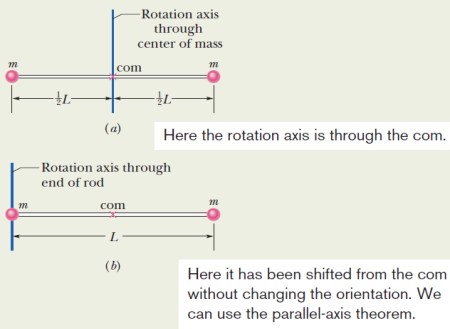 Rotation axis
through
center of mass
m
com
m
½L
½L
(a)
Here the rotation axis is through the com.
Rotation axis through
end of rod
m
com
m
L
(b)
Here it has been shifted from the com
without changing the orientation. We
can use the parallel-axis theorem.